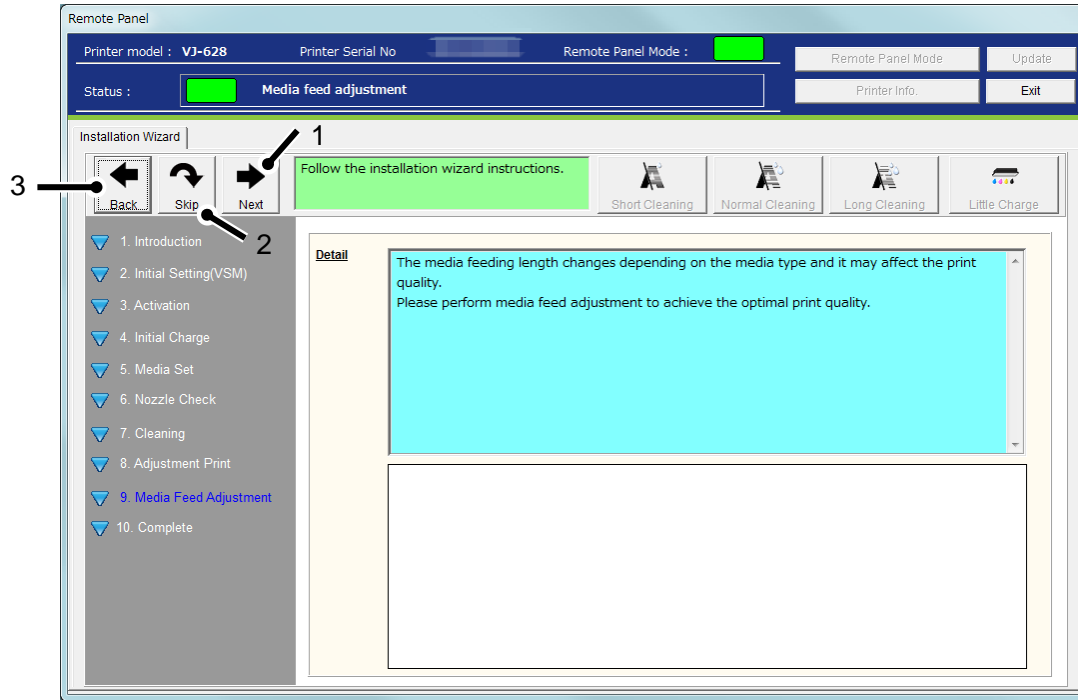 Remote Panel
Printer model : VJ-628 Printer Serial No Remote Panel Mode :
Remote Panel Mode Update
Status : Media feed adjustment
Printer Info. Exit
Installation Wizard
1
3
Back Skip Next
Follow the installation wizard instructions.
Short Cleaning Normal Cleaning Long Cleaning Little Charge
2
1. Introduction
2. Initial Setting(VSM)
3. Activation
4. Initial Charge
5. Media Set
6. Nozzle Check
7. Cleaning
8. Adjustment Print
9. Media Feed Adjustment
10. Complete
Detail
The media feeding length changes depending on the media type and it may affect the print
quality.
Please perform media feed adjustment to achieve the optimal print quality.